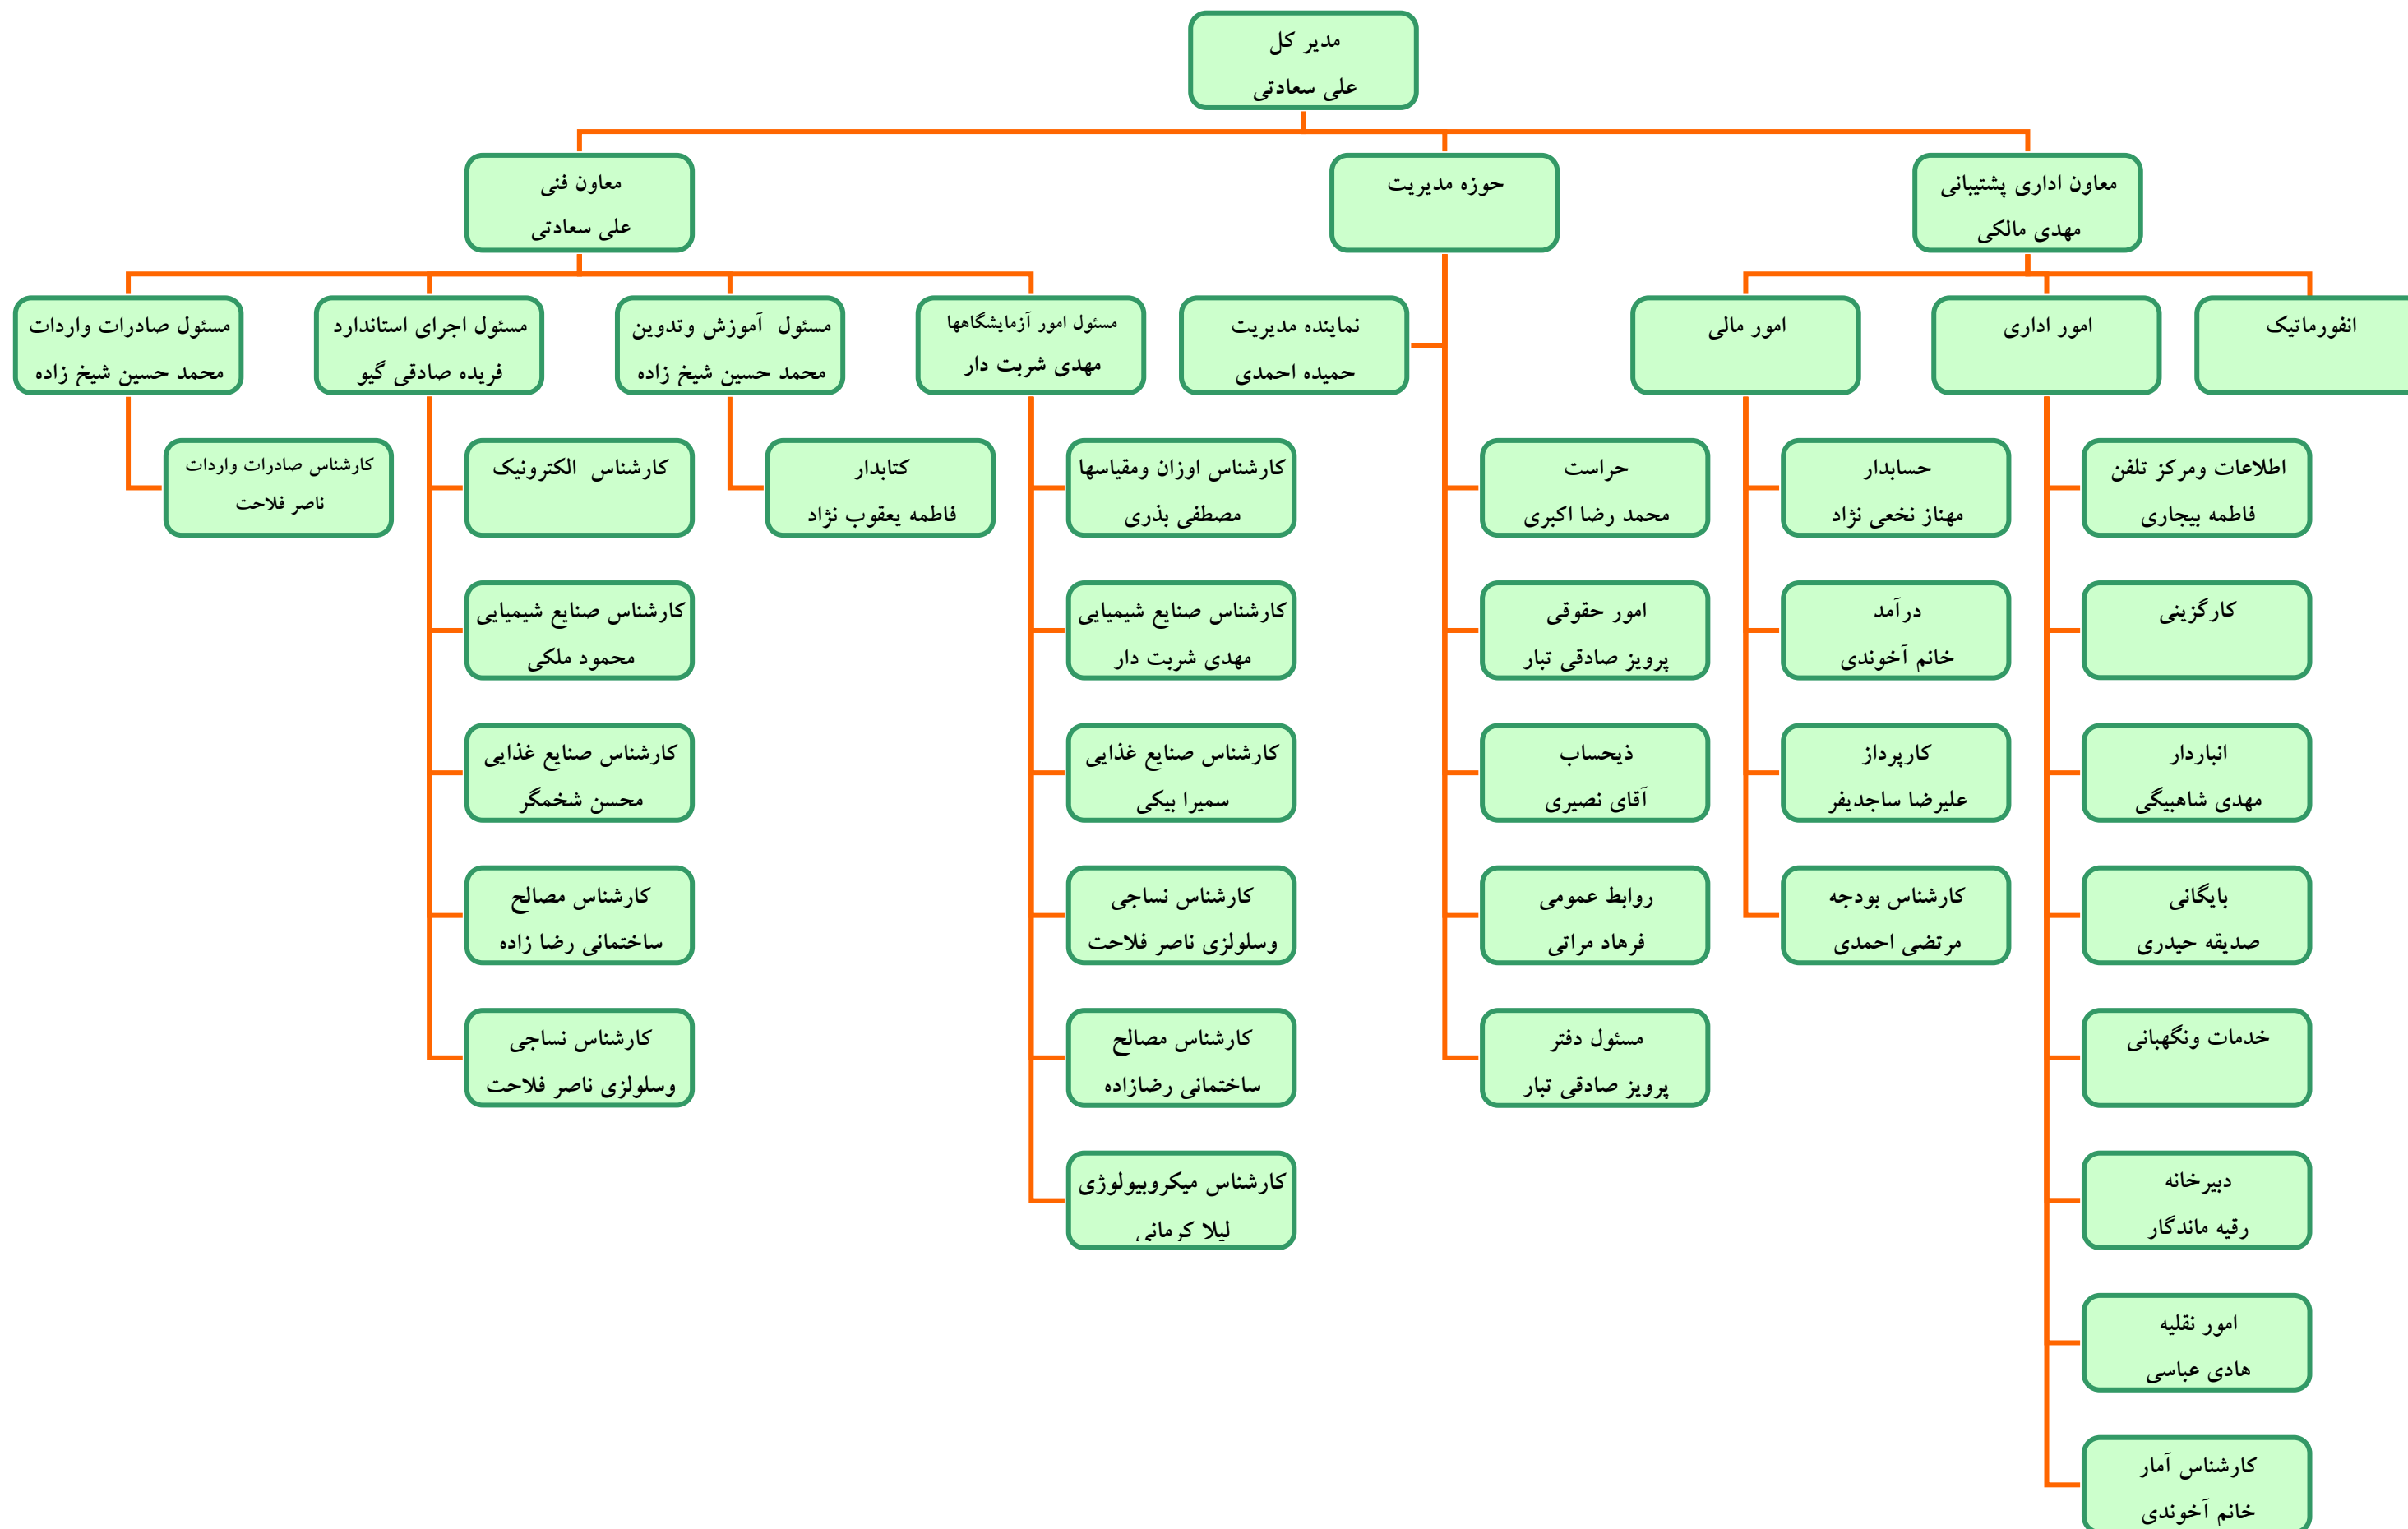 مدیر کل
علی سعادتی
معاون اداری پشتیبانی
مهدی مالکی
حوزه مدیریت
معاون فنی
علی سعادتی
انفورماتیک
امور اداری
امور مالی
نماینده مدیریت
حمیده احمدی
مسئول امور آزمایشگاهها
مهدی شربت دار
مسئول آموزش وتدوین
محمد حسین شیخ زاده
مسئول اجرای استاندارد
فریده صادقی گیو
مسئول صادرات واردات
محمد حسین شیخ زاده
اطلاعات ومرکز تلفن
فاطمه بیجاری
کارگزینی
انباردار
مهدی شاهبیگی
بایگانی
صدیقه حیدری
خدمات ونگهبانی
دبیرخانه
رقیه ماندگار
امور نقلیه
هادی عباسی
کارشناس آمار
خانم آخوندی
حسابدار
مهناز نخعی نژاد
درآمد
خانم آخوندی
کارپرداز
علیرضا ساجدیفر
کارشناس بودجه
مرتضی احمدی
حراست
محمد رضا اکبری
امور حقوقی
پرویز صادقی تبار
ذیحساب
آقای نصیری
روابط عمومی
فرهاد مراتی
مسئول دفتر
پرویز صادقی تبار
کارشناس اوزان ومقیاسها
مصطفی بذری
کارشناس صنایع شیمیایی
مهدی شربت دار
کارشناس صنایع غذایی
سمیرا بیکی
کارشناس نساجی
وسلولزی ناصر فلاحت
کارشناس مصالح
ساختمانی رضازاده
کارشناس میکروبیولوژی
لیلا کرمانی
کتابدار
فاطمه یعقوب نژاد
کارشناس الکترونیک
کارشناس صنایع شیمیایی
محمود ملکی
کارشناس صنایع غذایی
محسن شخمگر
کارشناس مصالح
ساختمانی رضا زاده
کارشناس نساجی
وسلولزی ناصر فلاحت
کارشناس صادرات واردات
ناصر فلاحت